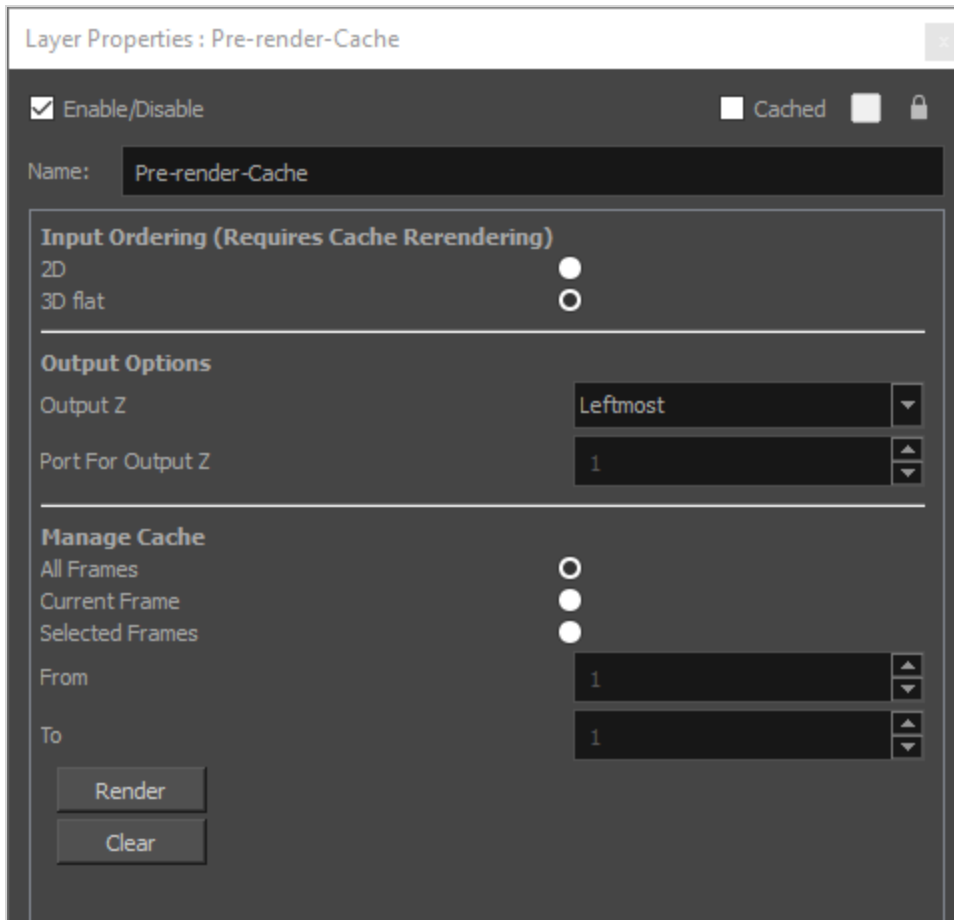 Layer Properties : Pre-render-Cache
Enable/Disable Cached
Name: Pre-render-Cache
Input Ordering (Requires Cache Rerendering)
2D
3D flat
Output Options
Output Z Leftmost
Port For Output Z 1
Manage Cache
All Frames
Current Frame
Selected Frames
From 1
To 1
Render
Clear